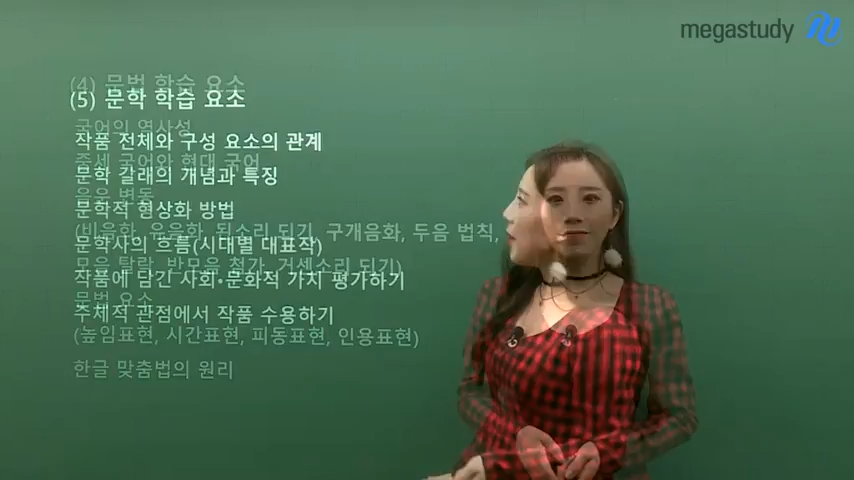 megastudy
(4) 문법 학습 요소
(5) 문학 학습 요소
국어의 역사성
작품 전체와 구성 요소의 관계
중세 국어와 현대 국어
문학 갈래의 개념과 특징
음운 변동
문학적 형상화 방법
(비음화, 유음화, 된소리 되기, 구개음화, 두음 법칙,
문학사의 흐름(시대별 대표작)
모음 탈락, 반모음 첨가, 거센소리 되기)
작품에 담긴 사회•문화적 가치 평가하기
문법 요소
주체적 관점에서 작품 수용하기
(높임표현, 시간표현, 피동표현, 인용표현)
한글 맞춤법의 원리